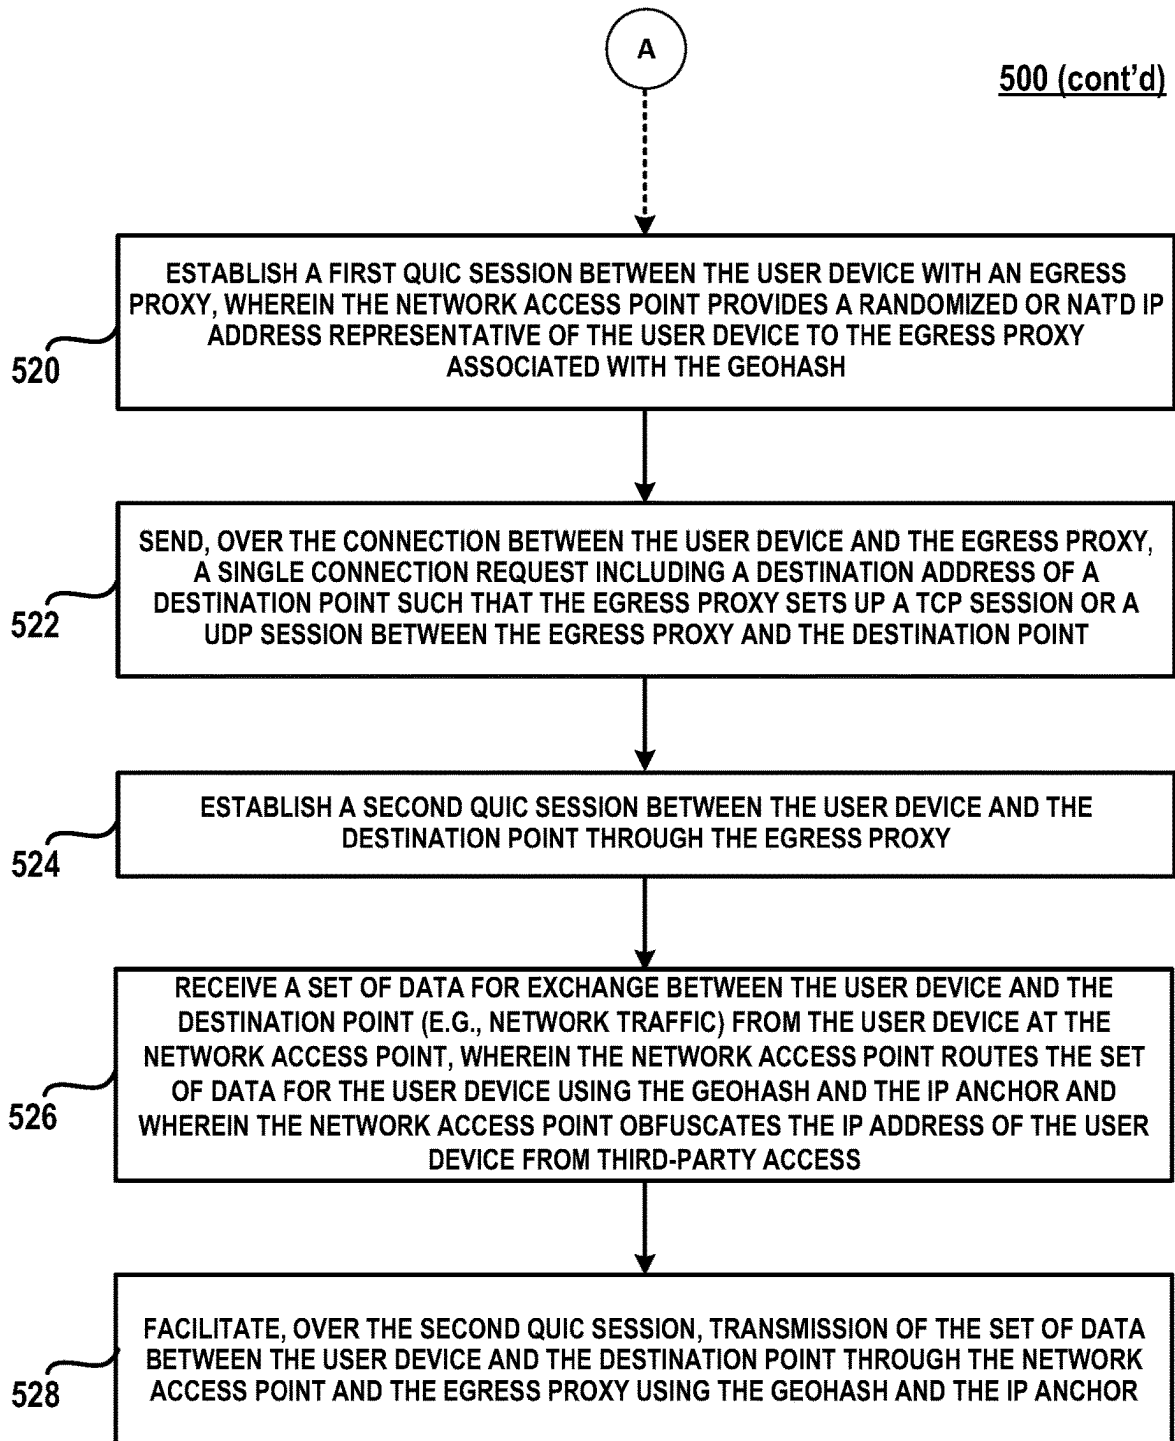 A
500 (cont'd)
ESTABLISH A FIRST QUIC SESSION BETWEEN THE USER DEVICE WITH AN EGRESS
PROXY, WHEREIN THE NETWORK ACCESS POINT PROVIDES A RANDOMIZED OR NAT'D IP
ADDRESS REPRESENTATIVE OF THE USER DEVICE TO THE EGRESS PROXY
ASSOCIATED WITH THE GEOHASH
520
SEND, OVER THE CONNECTION BETWEEN THE USER DEVICE AND THE EGRESS PROXY,
A SINGLE CONNECTION REQUEST INCLUDING A DESTINATION ADDRESS OF A
DESTINATION POINT SUCH THAT THE EGRESS PROXY SETS UP A TCP SESSION OR A
UDP SESSION BETWEEN THE EGRESS PROXY AND THE DESTINATION POINT
522
ESTABLISH A SECOND QUIC SESSION BETWEEN THE USER DEVICE AND THE
DESTINATION POINT THROUGH THE EGRESS PROXY
524
RECEIVE A SET OF DATA FOR EXCHANGE BETWEEN THE USER DEVICE AND THE
DESTINATION POINT (E.G., NETWORK TRAFFIC) FROM THE USER DEVICE AT THE
NETWORK ACCESS POINT, WHEREIN THE NETWORK ACCESS POINT ROUTES THE SET
OF DATA FOR THE USER DEVICE USING THE GEOHASH AND THE IP ANCHOR AND
WHEREIN THE NETWORK ACCESS POINT OBFUSCATES THE IP ADDRESS OF THE USER
DEVICE FROM THIRD-PARTY ACCESS
526
FACILITATE, OVER THE SECOND QUIC SESSION, TRANSMISSION OF THE SET OF DATA
BETWEEN THE USER DEVICE AND THE DESTINATION POINT THROUGH THE NETWORK
ACCESS POINT AND THE EGRESS PROXY USING THE GEOHASH AND THE IP ANCHOR
528